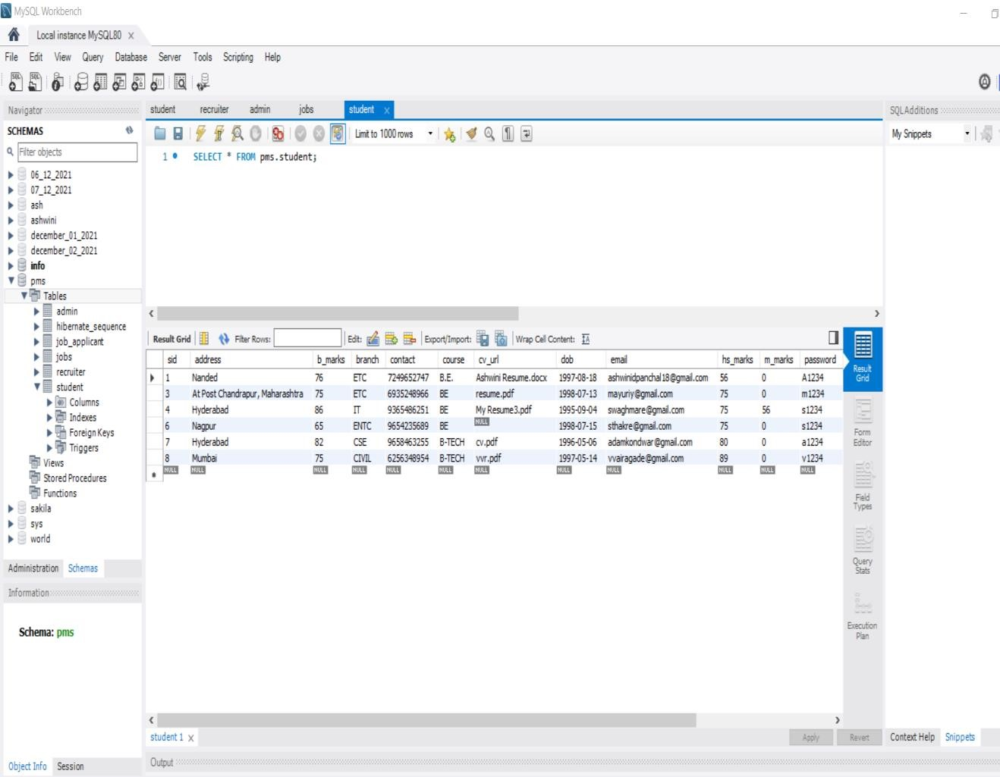 MySQL Workbench
Local instance MySQL80 x
File Edit View Query Database Server Tools Scripting Help
Navigator
SCHEMAS
Filter objects
06_12_2021
07_12_2021
ash
ashwini
december_01_2021
december_02_2021
info
pms
Tables
admin
hibernate_sequence
job_applicant
jobs
recruiter
student
Columns
Indexes
Foreign Keys
Triggers
Views
Stored Procedures
Functions
sakila
sys
world
Administration Schemas
Information
Schema: pms
Object Info Session
student recruiter admin jobs student x
Limit to 1000 rows
1 SELECT * FROM pms.student;
Result Grid Filter Rows: Edit: Export/Import: Wrap Cell Content:
sid address b_marks branch contact course cv_url dob email hs_marks m_marks password
1 Nanded 76 ETC 7249652747 B.E. Ashwini Resume.docx 1997-08-18 ashwinidpanchal18@gmail.com 56 0 A1234
3 At Post Chandrapur, Maharashtra 75 ETC 6935248966 BE resume.pdf 1998-07-13 mayuriy@gmail.com 75 0 m1234
4 Hyderabad 86 IT 9365486251 BE My Resume3.pdf 1995-09-04 swaghmare@gmail.com 75 56 s1234
6 Nagpur 65 ENTC 9654235689 BE NULL 1998-07-15 sthakre@gmail.com 75 0 s1234
7 Hyderabad 82 CSE 9658463255 B-TECH cv.pdf 1996-05-06 adamkondwar@gmail.com 80 0 a1234
8 Mumbai 75 CIVIL 6256348954 B-TECH vvr.pdf 1997-05-14 vvairagade@gmail.com 89 0 v1234
NULL NULL NULL NULL NULL NULL NULL NULL NULL NULL NULL NULL
Result
Grid
Form
Editor
Field
Types
Query
Stats
Execution
Plan
student 1 x Apply Revert
Output
SQLAdditions
My Snippets
Context Help Snippets